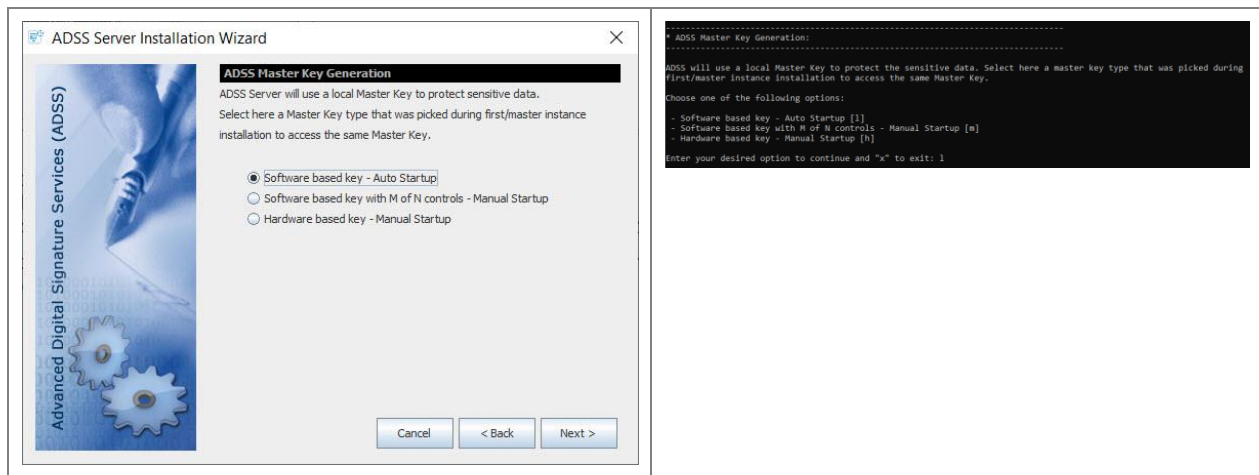 ADSS Server Installation Wizard
Advanced Digital Signature Services (ADSS)
ADSS Master Key Generation
ADSS Server will use a local Master Key to protect sensitive data.
Select here a Master Key type that was picked during first/master instance
installation to access the same Master Key.
Software based key - Auto Startup
Software based key with M of N controls - Manual Startup
Hardware based key - Manual Startup
Cancel
< Back
Next >
* ADSS Master Key Generation:
ADSS will use a local Master Key to protect the sensitive data. Select here a master key type that was picked during
first/master instance installation to access the same Master Key.
Choose one of the following options:
- Software based key - Auto Startup [l]
- Software based key with M of N controls - Manual Startup [m]
- Hardware based key - Manual Startup [h]
Enter your desired option to continue and "x" to exit: l